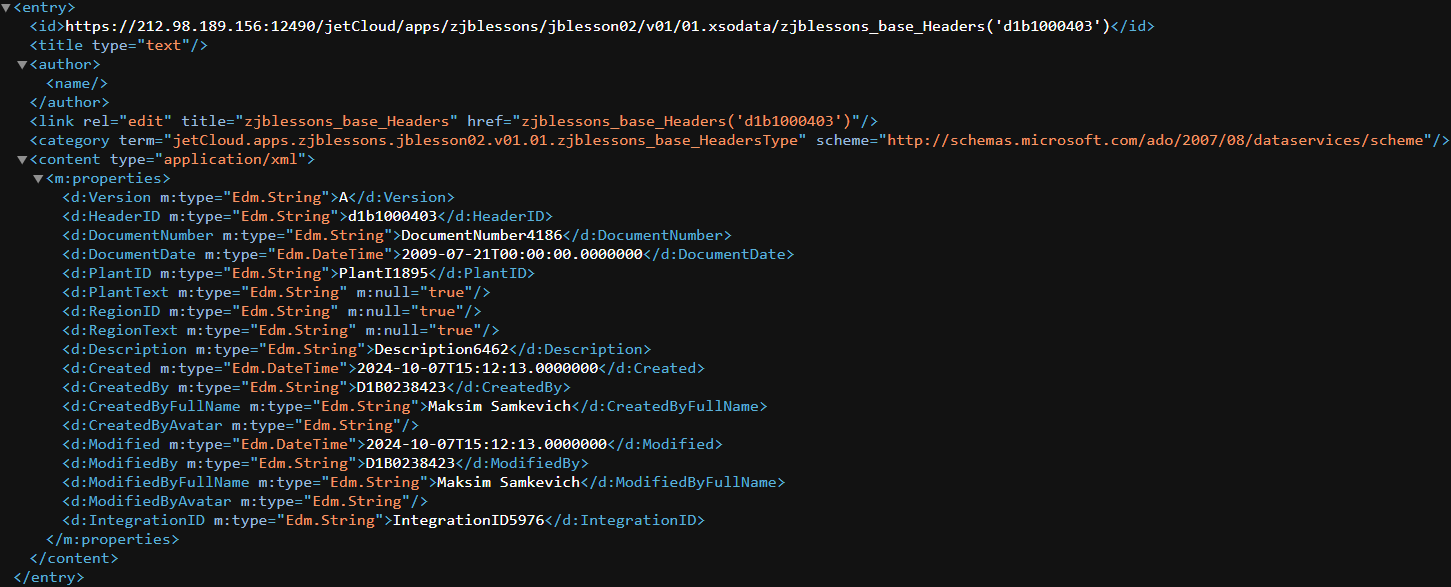 <entry>
<id>https://212.98.189.156:12490/jetCloud/apps/zjblessons/jblesson02/v01/01.xsodata/zjblessons_base_Headers('d1b1000403')</id>
<title type="text"/>
<author>
<name/>
</author>
<link rel="edit" title="zjblessons_base_Headers" href="zjblessons_base_Headers('d1b1000403')"/>
<category term="jetCloud.apps.zjblessons.jblesson02.v01.01.zjblessons_base_HeadersType" scheme="http://schemas.microsoft.com/ado/2007/08/dataservices/scheme"/>
<content type="application/xml">
<m:properties>
<d:Version m:type="Edm.String">A</d:Version>
<d:HeaderID m:type="Edm.String">d1b1000403</d:HeaderID>
<d:DocumentNumber m:type="Edm.String">DocumentNumber4186</d:DocumentNumber>
<d:DocumentDate m:type="Edm.DateTime">2009-07-21T00:00:00.0000000</d:DocumentDate>
<d:PlantID m:type="Edm.String">PlantI1895</d:PlantID>
<d:PlantText m:type="Edm.String" m:null="true"/>
<d:RegionID m:type="Edm.String" m:null="true"/>
<d:RegionText m:type="Edm.String" m:null="true"/>
<d:Description m:type="Edm.String">Description6462</d:Description>
<d:Created m:type="Edm.DateTime">2024-10-07T15:12:13.0000000</d:Created>
<d:CreatedBy m:type="Edm.String">D1B0238423</d:CreatedBy>
<d:CreatedByFullName m:type="Edm.String">Maksim Samkevich</d:CreatedByFullName>
<d:CreatedByAvatar m:type="Edm.String"/>
<d:Modified m:type="Edm.DateTime">2024-10-07T15:12:13.0000000</d:Modified>
<d:ModifiedBy m:type="Edm.String">D1B0238423</d:ModifiedBy>
<d:ModifiedByFullName m:type="Edm.String">Maksim Samkevich</d:ModifiedByFullName>
<d:ModifiedByAvatar m:type="Edm.String"/>
<d:IntegrationID m:type="Edm.String">IntegrationID5976</d:IntegrationID>
</m:properties>
</content>
</entry>